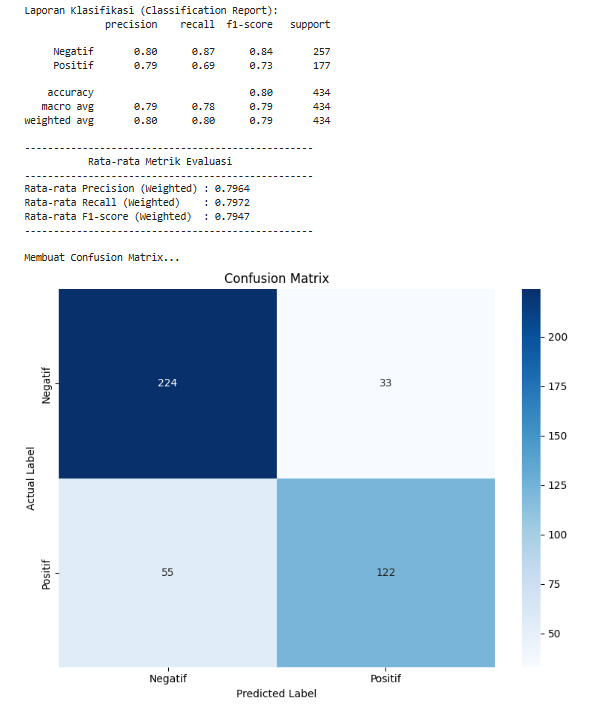 Laporan Klasifikasi (Classification Report):
precision recall f1-score support
Negatif 0.80 0.87 0.84 257
Positif 0.79 0.69 0.73 177
accuracy 0.80 434
macro avg 0.79 0.78 0.79 434
weighted avg 0.80 0.80 0.79 434
--------------------------------------------------
Rata-rata Metrik Evaluasi
--------------------------------------------------
Rata-rata Precision (Weighted) : 0.7964
Rata-rata Recall (Weighted) : 0.7972
Rata-rata F1-score (Weighted) : 0.7947
--------------------------------------------------
Membuat Confusion Matrix...
Confusion Matrix
Actual Label
Negatif
224 33
Positif
55 122
Negatif Positif
Predicted Label
200
175
150
125
100
75
50